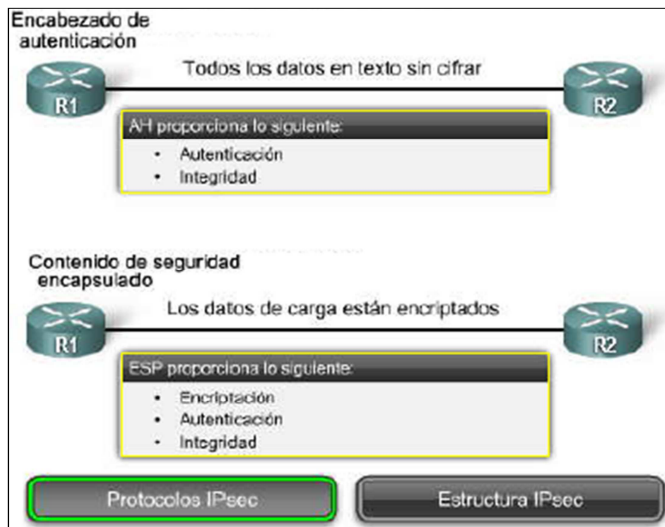 Encabezado de
autenticación
Todos los datos en texto sin cifrar
R1
R2
AH proporciona lo siguiente:
• Autenticación
• Integridad
Contenido de seguridad
encapsulado
Los datos de carga están encriptados
R1
R2
ESP proporciona lo siguiente:
• Encriptación
• Autenticación
• Integridad
Protocolos IPsec
Estructura IPsec